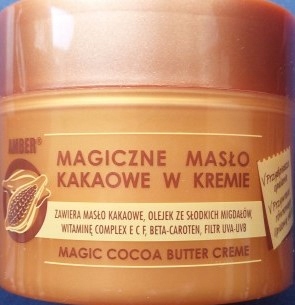 AMBER®
MAGICZNE MASŁO
KAKAOWE W KREMIE
ZAWIERA MASŁO KAKAOWE, OLEJEK ZE SŁODKICH MIGDAŁÓW,
WITAMINĘ COMPLEX E C F, BETA-CAROTEN, FILTR UVA-UVB
MAGIC COCOA BUTTER CREME